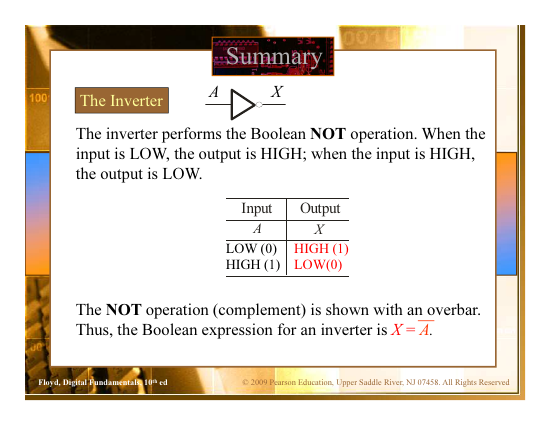 Summary
The Inverter
A X
The inverter performs the Boolean NOT operation. When the
input is LOW, the output is HIGH; when the input is HIGH,
the output is LOW.
Input Output
A X
LOW (0) HIGH (1)
HIGH (1) LOW(0)
The NOT operation (complement) is shown with an overbar.
Thus, the Boolean expression for an inverter is X = A̅.
Floyd, Digital Fundamentals, 10th ed © 2009 Pearson Education, Upper Saddle River, NJ 07458. All Rights Reserved